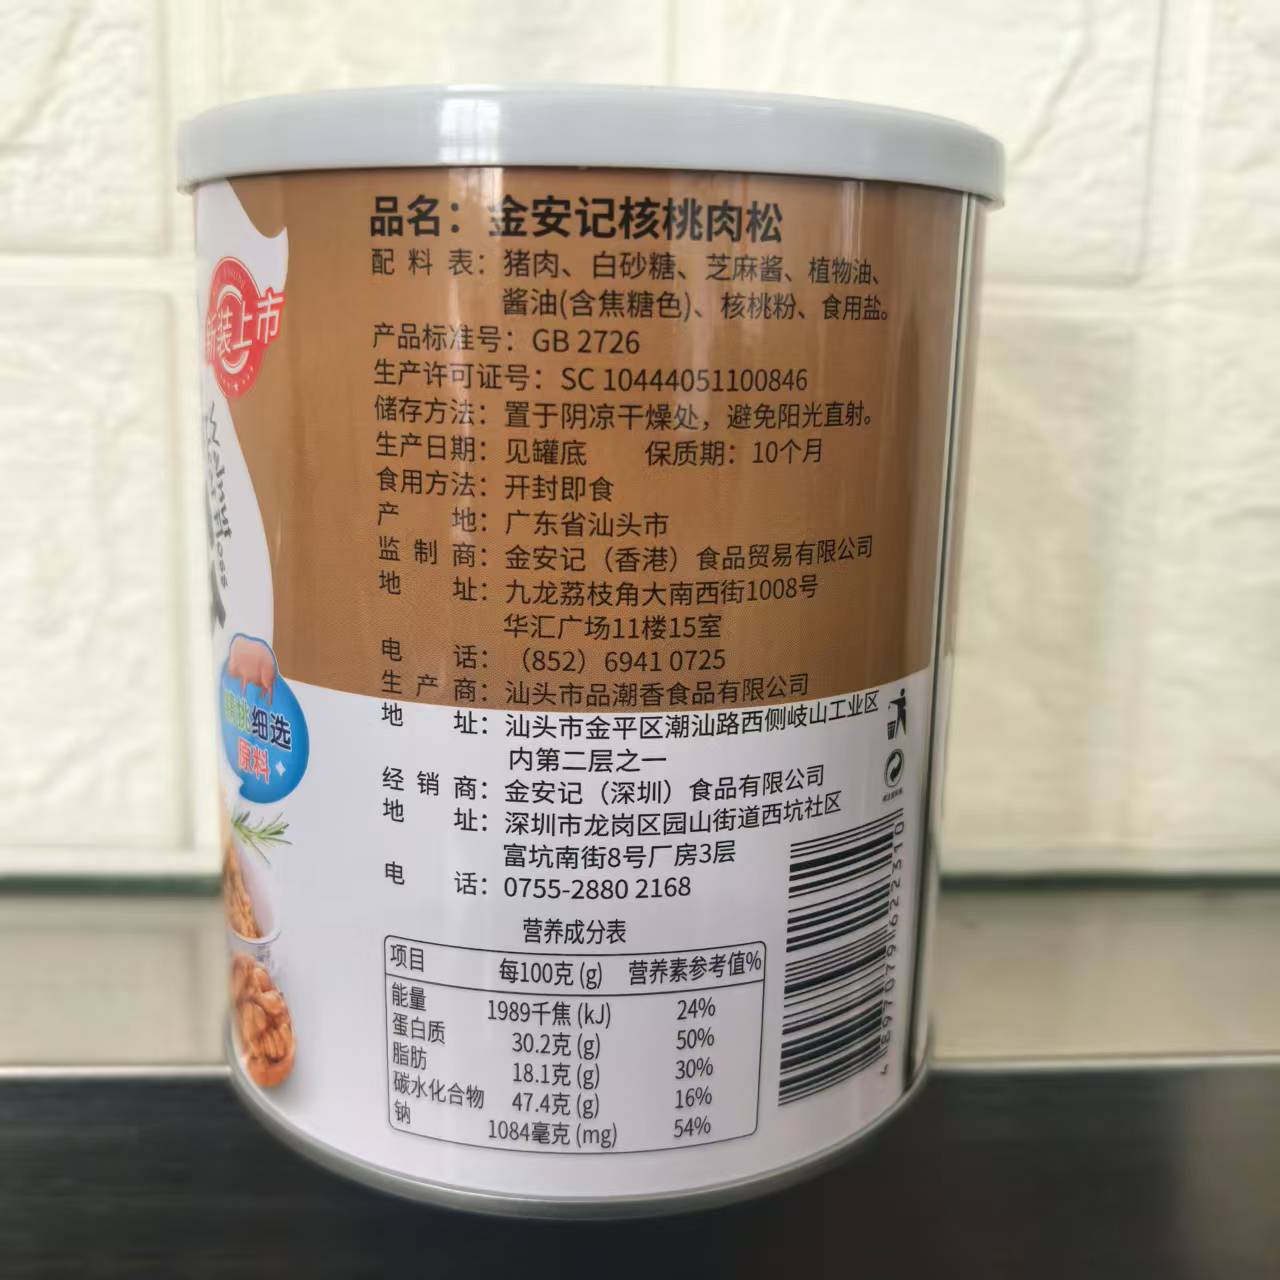 品名：金安记核桃肉松
配料表：猪肉、白砂糖、芝麻酱、植物油、
酱油(含焦糖色)、核桃粉、食用盐。
产品标准号：GB 2726
生产许可证号：SC 10444051100846
储存方法：置于阴凉干燥处，避免阳光直射。
生产日期：见罐底 保质期：10个月
食用方法：开封即食
产地：广东省汕头市
监制商：金安记（香港）食品贸易有限公司
地址：九龙荔枝角大南西街1008号
华汇广场11楼15室
电话：（852）6941 0725
生产商：汕头市品潮香食品有限公司
地址：汕头市金平区潮汕路西侧岐山工业区
内第二层之一
经销商：金安记（深圳）食品有限公司
地址：深圳市龙岗区园山街道西坑社区
富坑南街8号厂房3层
电话：0755-2880 2168
营养成分表
项目 每100克 (g) 营养素参考值%
能量 1989千焦 (kJ) 24%
蛋白质 30.2克 (g) 50%
脂肪 18.1克 (g) 30%
碳水化合物 47.4克 (g) 16%
钠 1084毫克 (mg) 54%
4 897079 622310
新装上市
精挑细选
原料